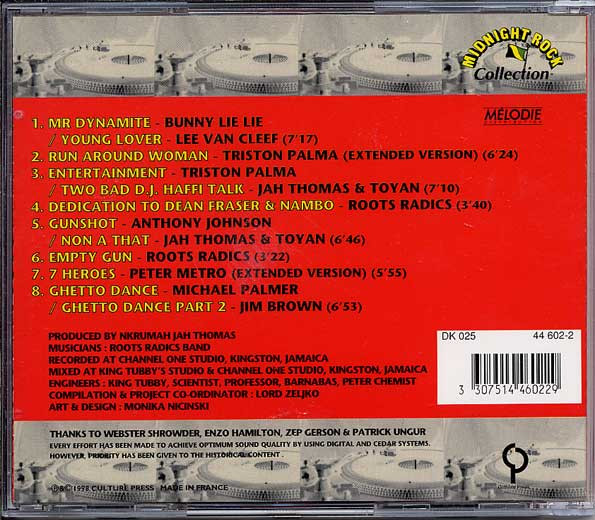 MIDNIGHT ROCK
Collection
MÉLODIE
DISTRIBUTION
1. MR DYNAMITE - BUNNY LIE LIE
/ YOUNG LOVER - LEE VAN CLEEF (7'17)
2. RUN AROUND WOMAN - TRISTON PALMA (EXTENDED VERSION) (6'24)
3. ENTERTAINMENT - TRISTON PALMA
/ TWO BAD D.J. HAFFI TALK - JAH THOMAS & TOYAN (7'10)
4. DEDICATION TO DEAN FRASER & NAMBO - ROOTS RADICS (3'40)
5. GUNSHOT - ANTHONY JOHNSON
/ NON A THAT - JAH THOMAS & TOYAN (6'46)
6. EMPTY GUN - ROOTS RADICS (3'22)
7. 7 HEROES - PETER METRO (EXTENDED VERSION) (5'55)
8. GHETTO DANCE - MICHAEL PALMER
/ GHETTO DANCE PART 2 - JIM BROWN (6'53)
PRODUCED BY NKRUMAH JAH THOMAS
MUSICIANS : ROOTS RADICS BAND
RECORDED AT CHANNEL ONE STUDIO, KINGSTON, JAMAICA
MIXED AT KING TUBBY'S STUDIO & CHANNEL ONE STUDIO, KINGSTON, JAMAICA
ENGINEERS : KING TUBBY, SCIENTIST, PROFESSOR, BARNABAS, PETER CHEMIST
COMPILATION & PROJECT CO-ORDINATOR : LORD ZELJKO
ART & DESIGN : MONIKA NICINSKI
DK 025 44 602-2
3 307514 460229
THANKS TO WEBSTER SHROWDER, ENZO HAMILTON, ZEP GERSON & PATRICK UNGUR
EVERY EFFORT HAS BEEN MADE TO ACHIEVE OPTIMUM SOUND QUALITY BY USING DIGITAL AND CEDAR SYSTEMS.
HOWEVER, PRIORITY HAS BEEN GIVEN TO THE HISTORICAL CONTENT .
℗&© 1998 CULTURE PRESS MADE IN FRANCE